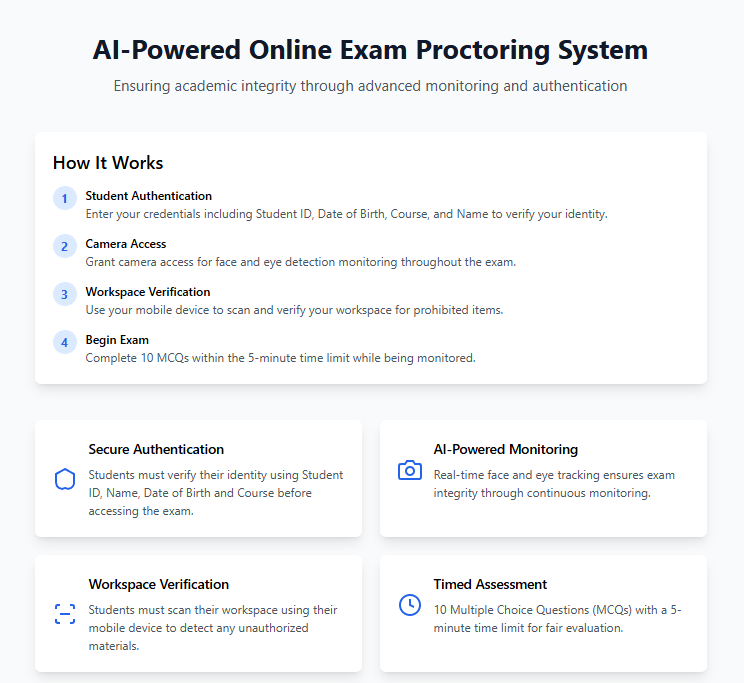 AI-Powered Online Exam Proctoring System
Ensuring academic integrity through advanced monitoring and authentication
How It Works
1
Student Authentication
Enter your credentials including Student ID, Date of Birth, Course, and Name to verify your identity.
2
Camera Access
Grant camera access for face and eye detection monitoring throughout the exam.
3
Workspace Verification
Use your mobile device to scan and verify your workspace for prohibited items.
4
Begin Exam
Complete 10 MCQs within the 5-minute time limit while being monitored.
Secure Authentication
Students must verify their identity using Student
ID, Name, Date of Birth and Course before
accessing the exam.
AI-Powered Monitoring
Real-time face and eye tracking ensures exam
integrity through continuous monitoring.
Workspace Verification
Students must scan their workspace using their
mobile device to detect any unauthorized
materials.
Timed Assessment
10 Multiple Choice Questions (MCQs) with a 5-
minute time limit for fair evaluation.